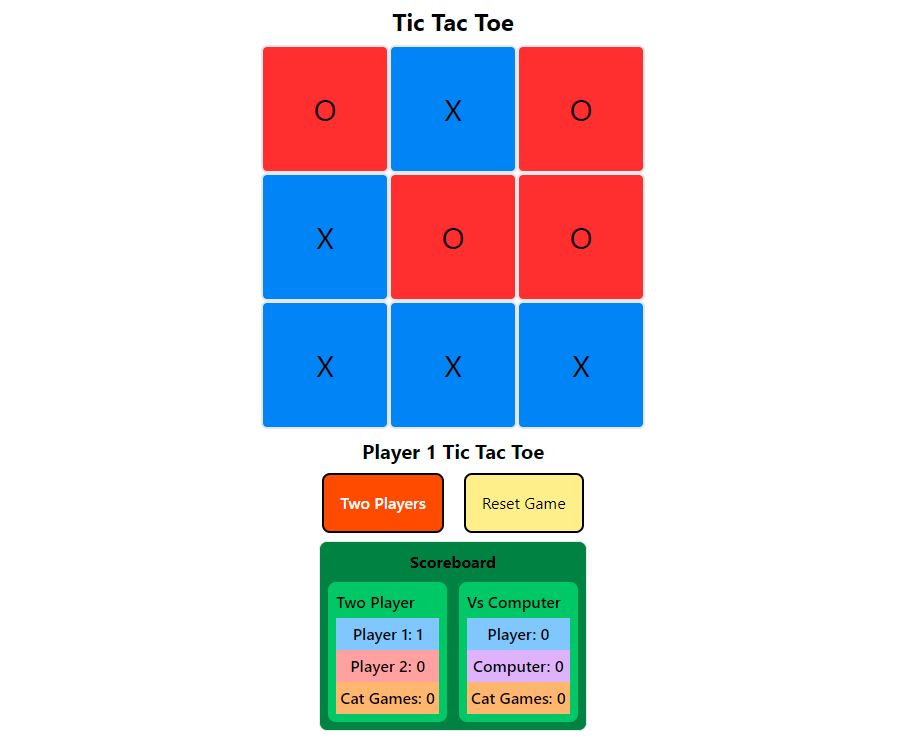 Tic Tac Toe
O X O
X O O
X X X
Player 1 Tic Tac Toe
Two Players Reset Game
Scoreboard
Two Player Vs Computer
Player 1: 1 Player: 0
Player 2: 0 Computer: 0
Cat Games: 0 Cat Games: 0